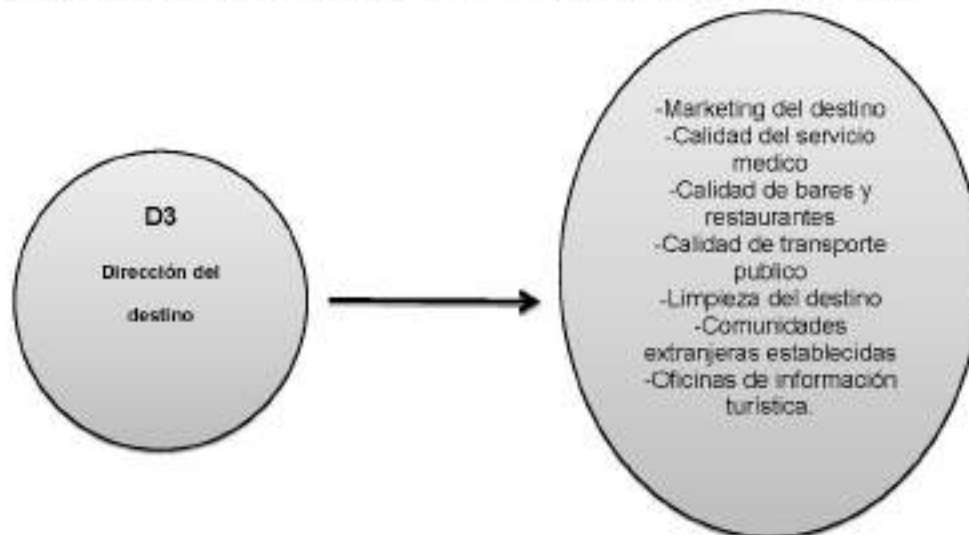 D3
Dirección del
destino
-Marketing del destino
-Calidad del servicio
medico
-Calidad de bares y
restaurantes
-Calidad de transporte
publico
-Limpieza del destino
-Comunidades
extranjeras establecidas
-Oficinas de información
turística.